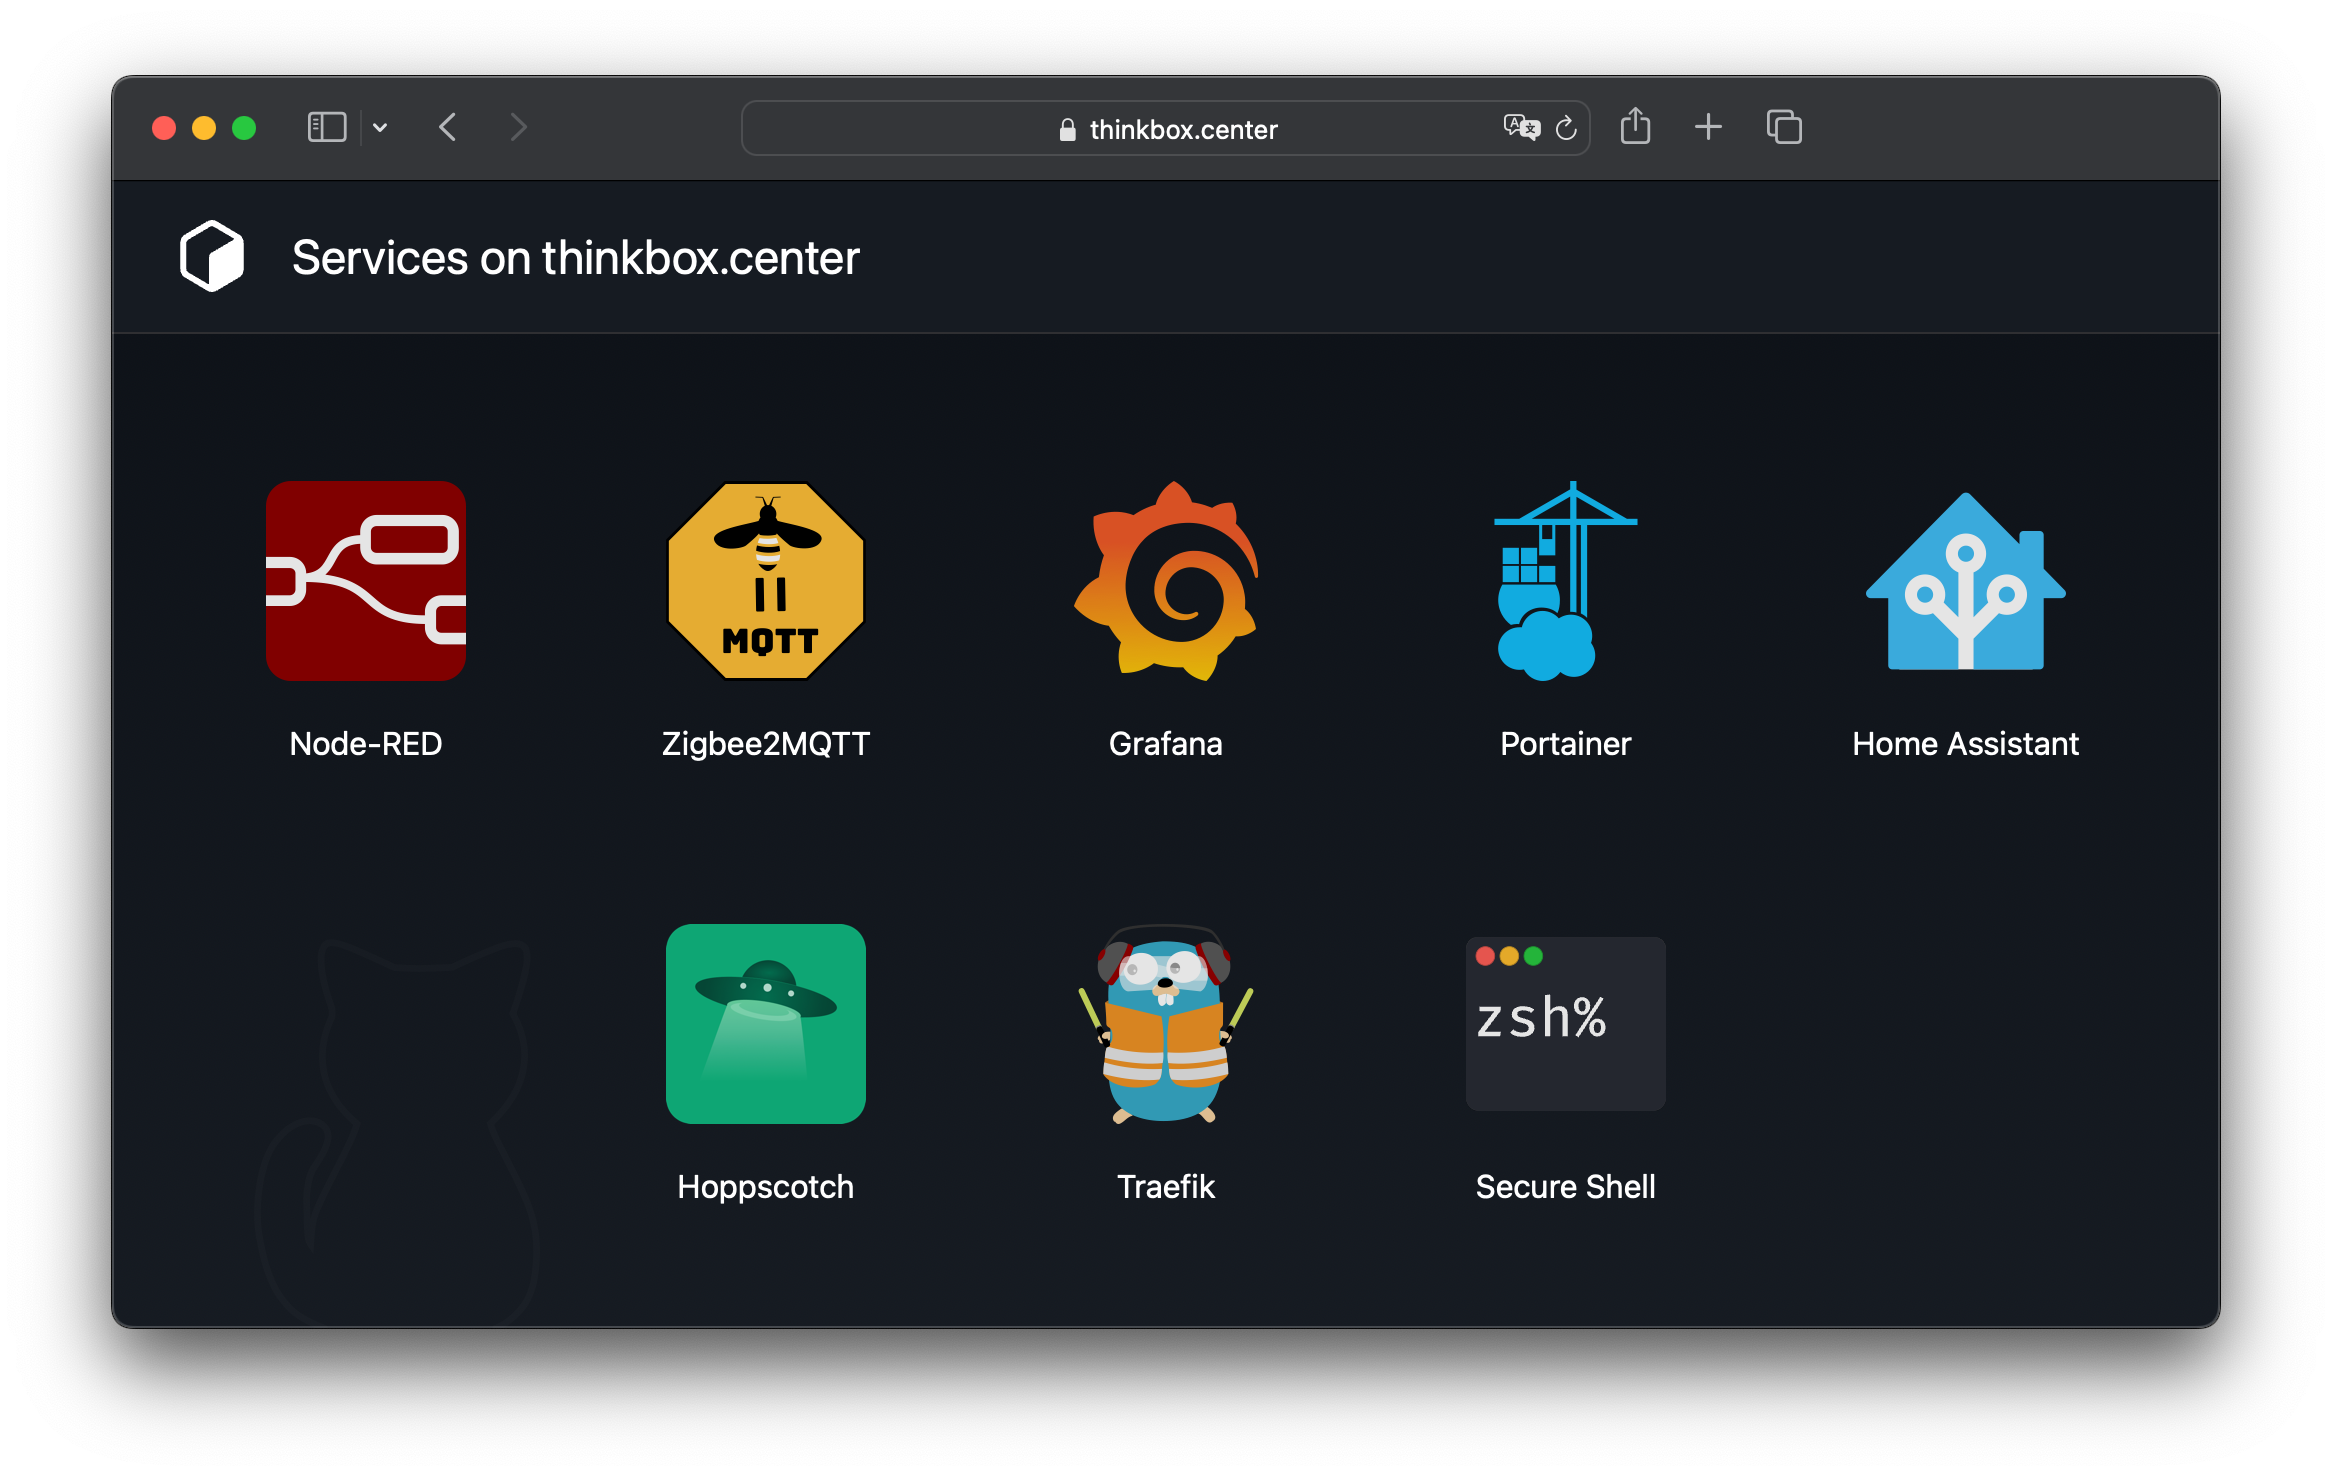 thinkbox.center
Services on thinkbox.center
MQTT
Node-RED
Zigbee2MQTT
Grafana
Portainer
Home Assistant
zsh%
Hoppscotch
Traefik
Secure Shell